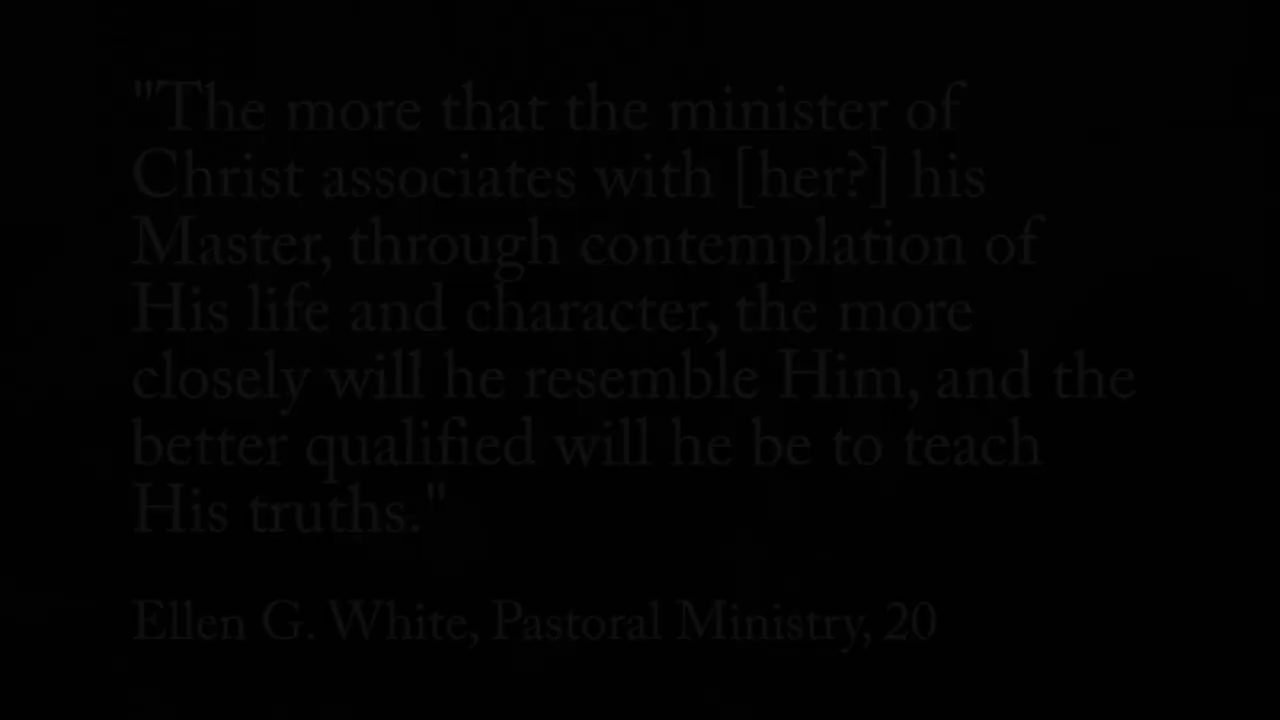 "The more that the minister of
Christ associates with [her?] his
Master, through contemplation of
His life and character, the more
closely will he resemble Him, and the
better qualified will he be to teach
His truths."
Ellen G. White, Pastoral Ministry, 20